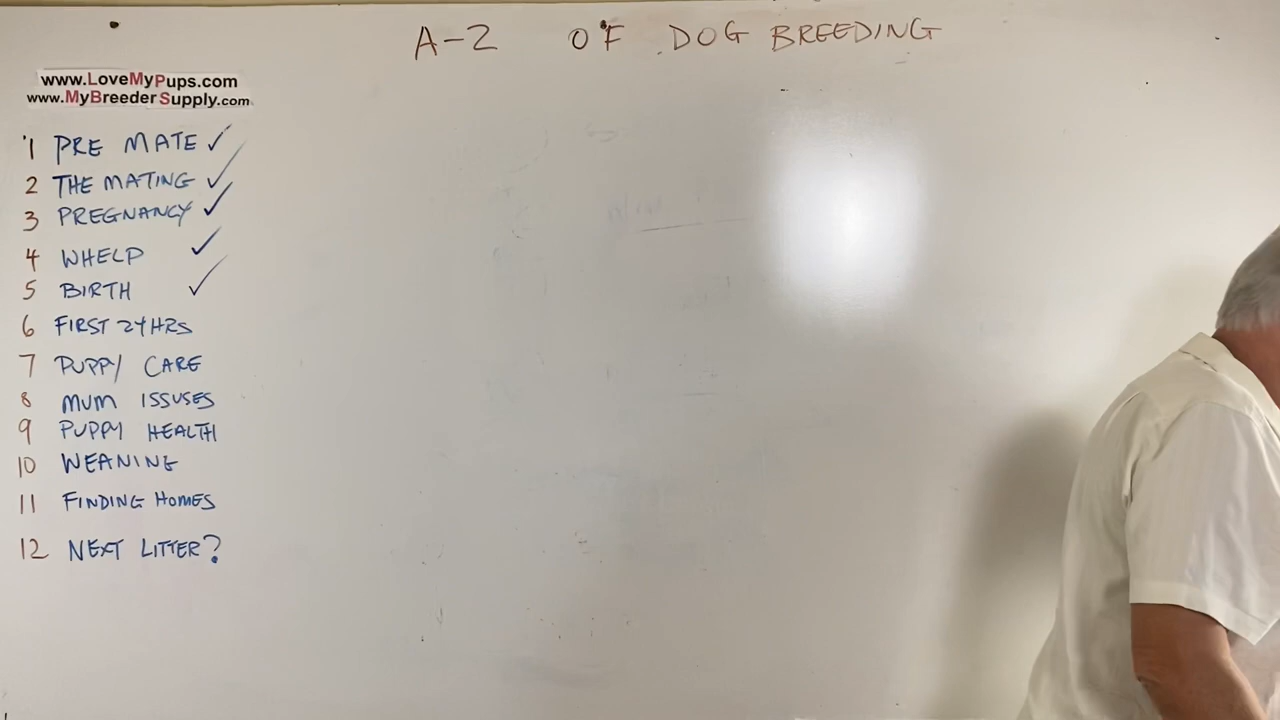 A-Z OF DOG BREEDING
www.LoveMyPups.com
www.MyBreederSupply.com
1 PRE MATE ✓
2 THE MATING ✓
3 PREGNANCY ✓
4 WHELP ✓
5 BIRTH ✓
6 FIRST 24HRS
7 PUPPY CARE
8 MUM ISSUSES
9 PUPPY HEALTH
10 WEANING
11 FINDING HOMES
12 NEXT LITTER?